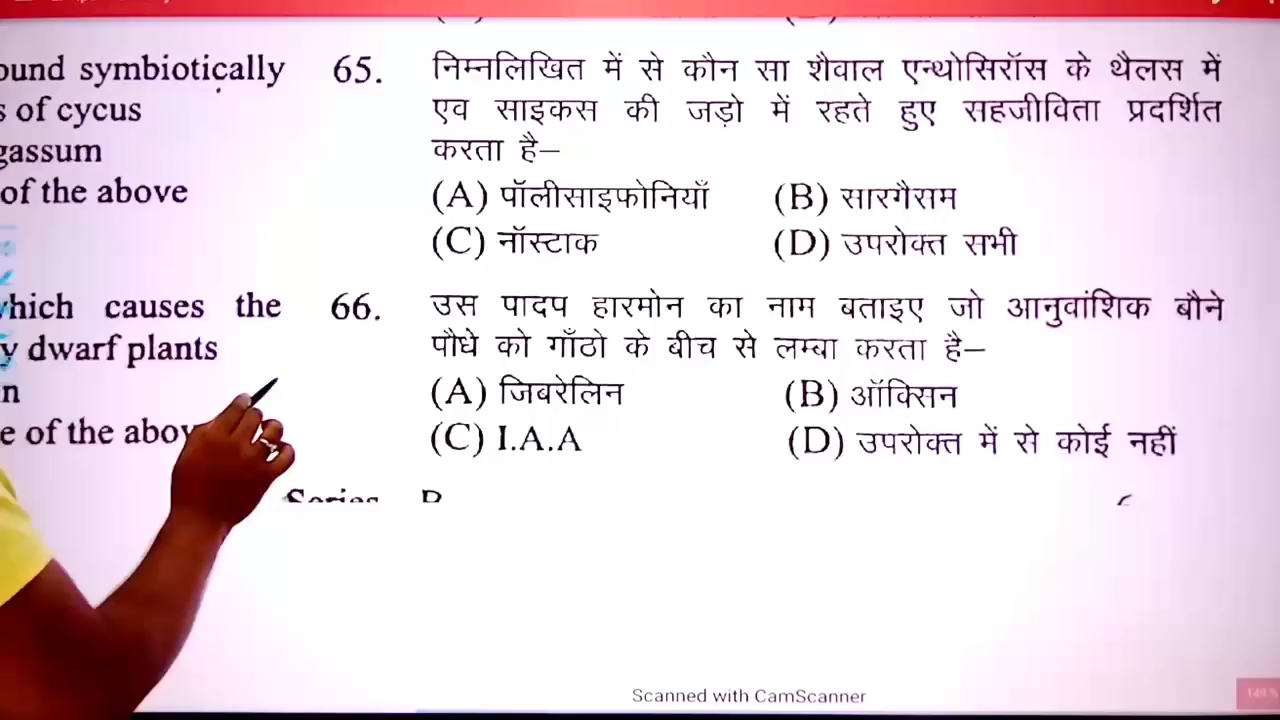 ound symbiotically
s of cycus
gassum
of the above
65. निम्नलिखित में से कौन सा शैवाल एन्थोसिरॉस के थैलस में
एव साइकस की जड़ो में रहते हुए सहजीविता प्रदर्शित
करता है–
(A) पॉलीसाइफोनियाँ (B) सारगैराम
(C) नॉस्टाक (D) उपरोक्त सभी
which causes the
y dwarf plants
n
e of the abov
66. उस पादप हारमोन का नाम बताइए जो आनुवांशिक बौने
पौधे को गाँठो के बीच से लम्बा करता है–
(A) जिबरेलिन (B) ऑक्सिन
(C) I.A.A (D) उपरोक्त में से कोई नहीं
Series B
Scanned with CamScanner
149 %